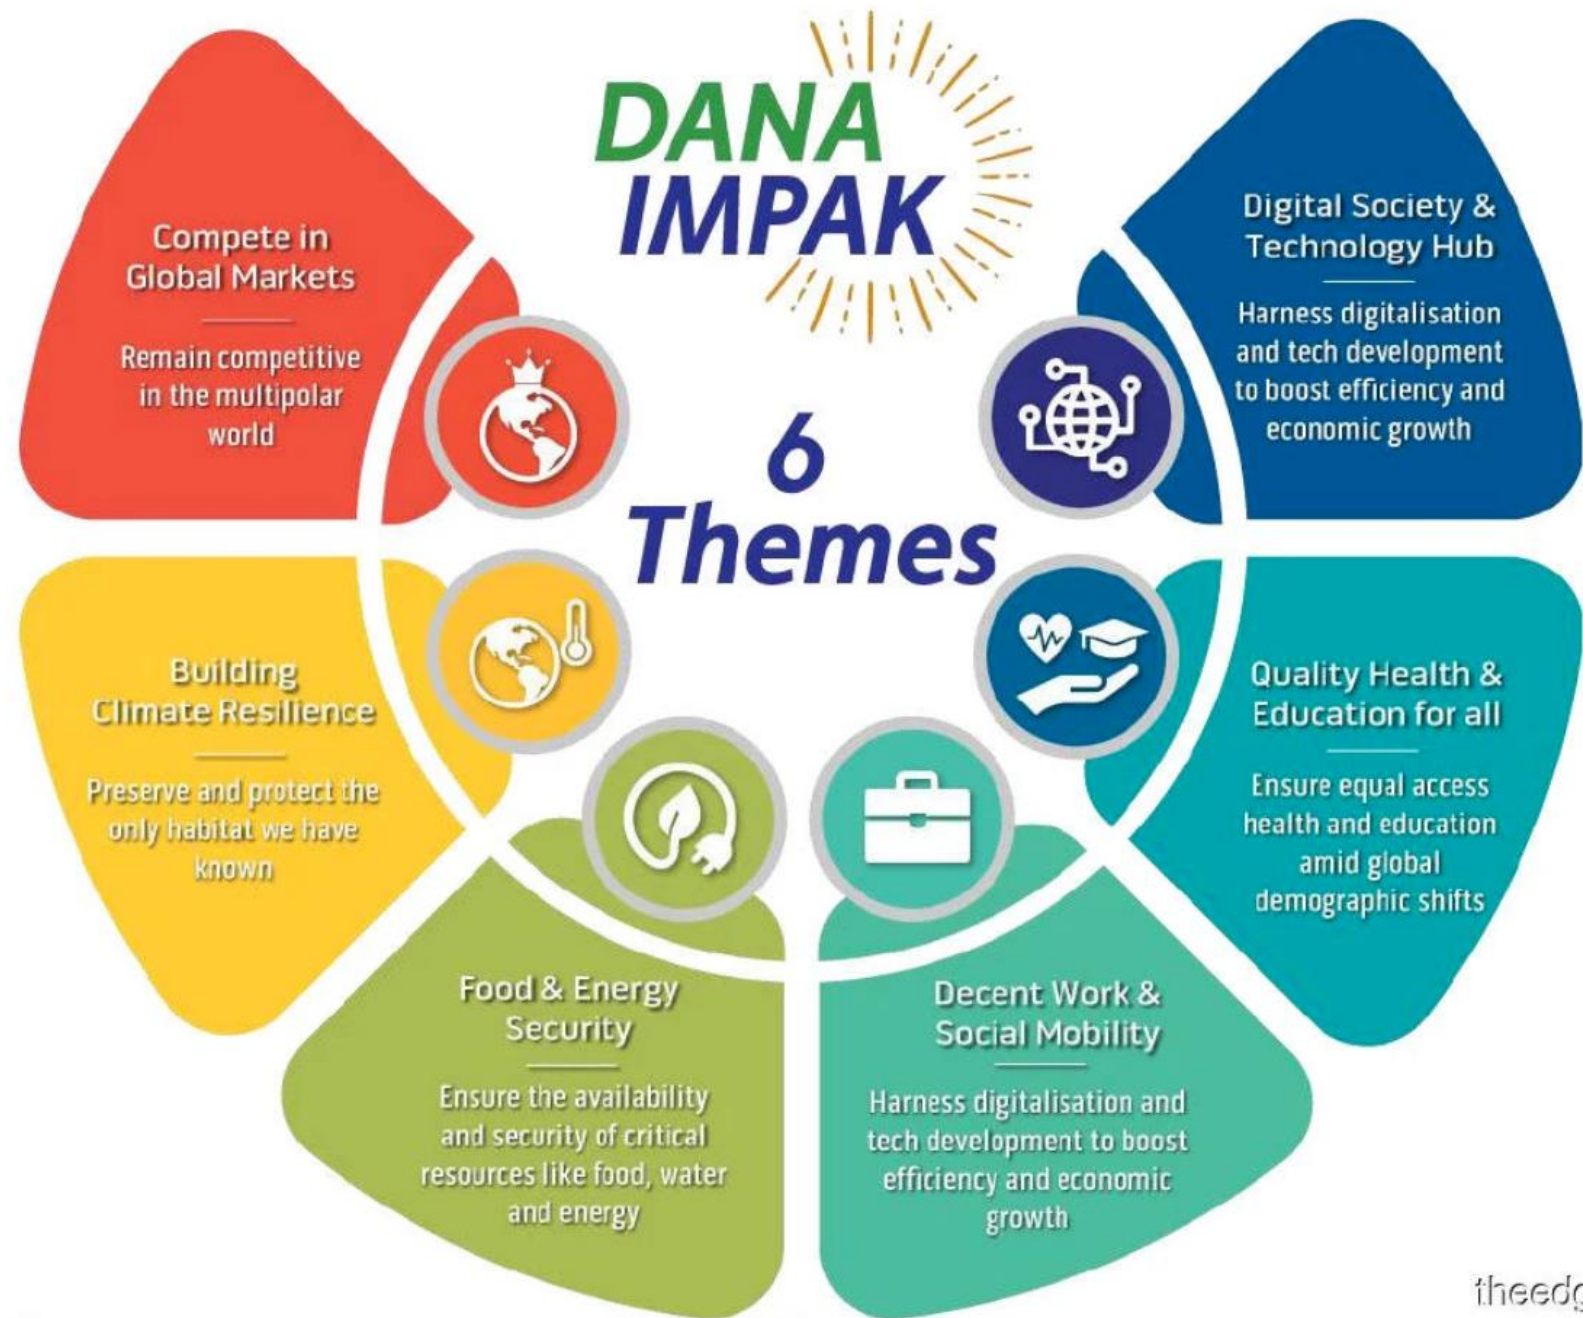 DANA
IMPAK
6
Themes
Compete in
Global Markets
Remain competitive
in the multipolar
world
Building
Climate Resilience
Preserve and protect the
only habitat we have
known
Food & Energy
Security
Ensure the availability
and security of critical
resources like food, water
and energy
Decent Work &
Social Mobility
Harness digitalisation and
tech development to boost
efficiency and economic
growth
Quality Health &
Education for all
Ensure equal access
health and education
amid global
demographic shifts
Digital Society &
Technology Hub
Harness digitalisation
and tech development
to boost efficiency and
economic growth